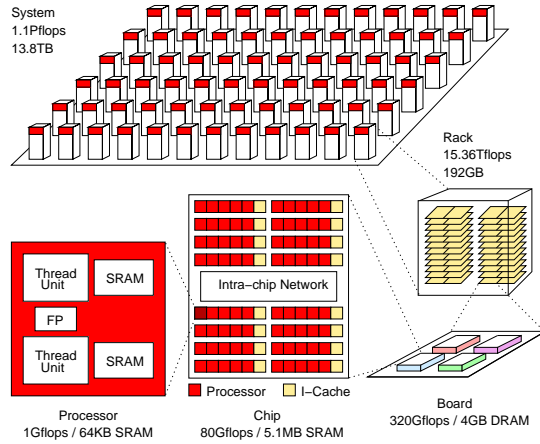 System
1.1Pflops
13.8TB
Rack
15.36Tflops
192GB
Intra-chip Network
Thread
Unit
SRAM
FP
Thread
Unit
SRAM
Processor
I-Cache
Processor
1Gflops / 64KB SRAM
Chip
80Gflops / 5.1MB SRAM
Board
320Gflops / 4GB DRAM